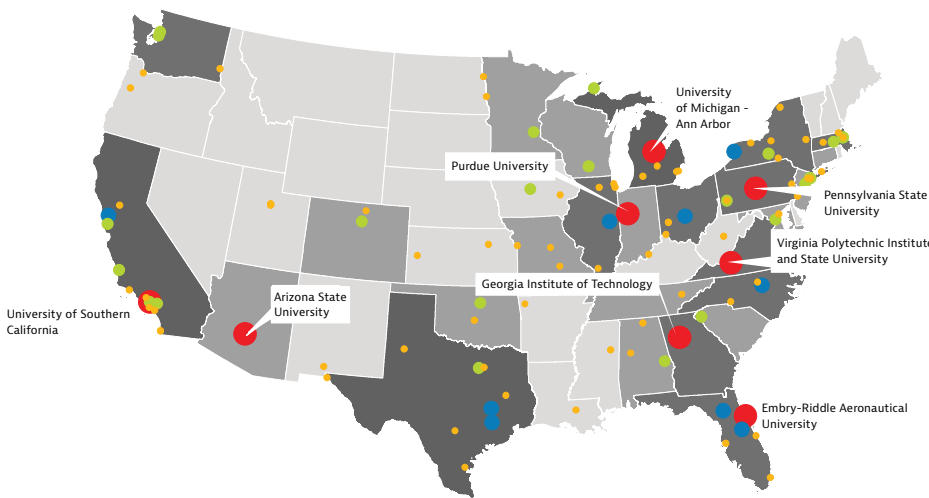 University
of Michigan -
Ann Arbor
Purdue University
Pennsylvania State
University
Virginia Polytechnic Institute
and State University
Georgia Institute of Technology
Arizona State
University
University of Southern
California
Embry-Riddle Aeronautical
University